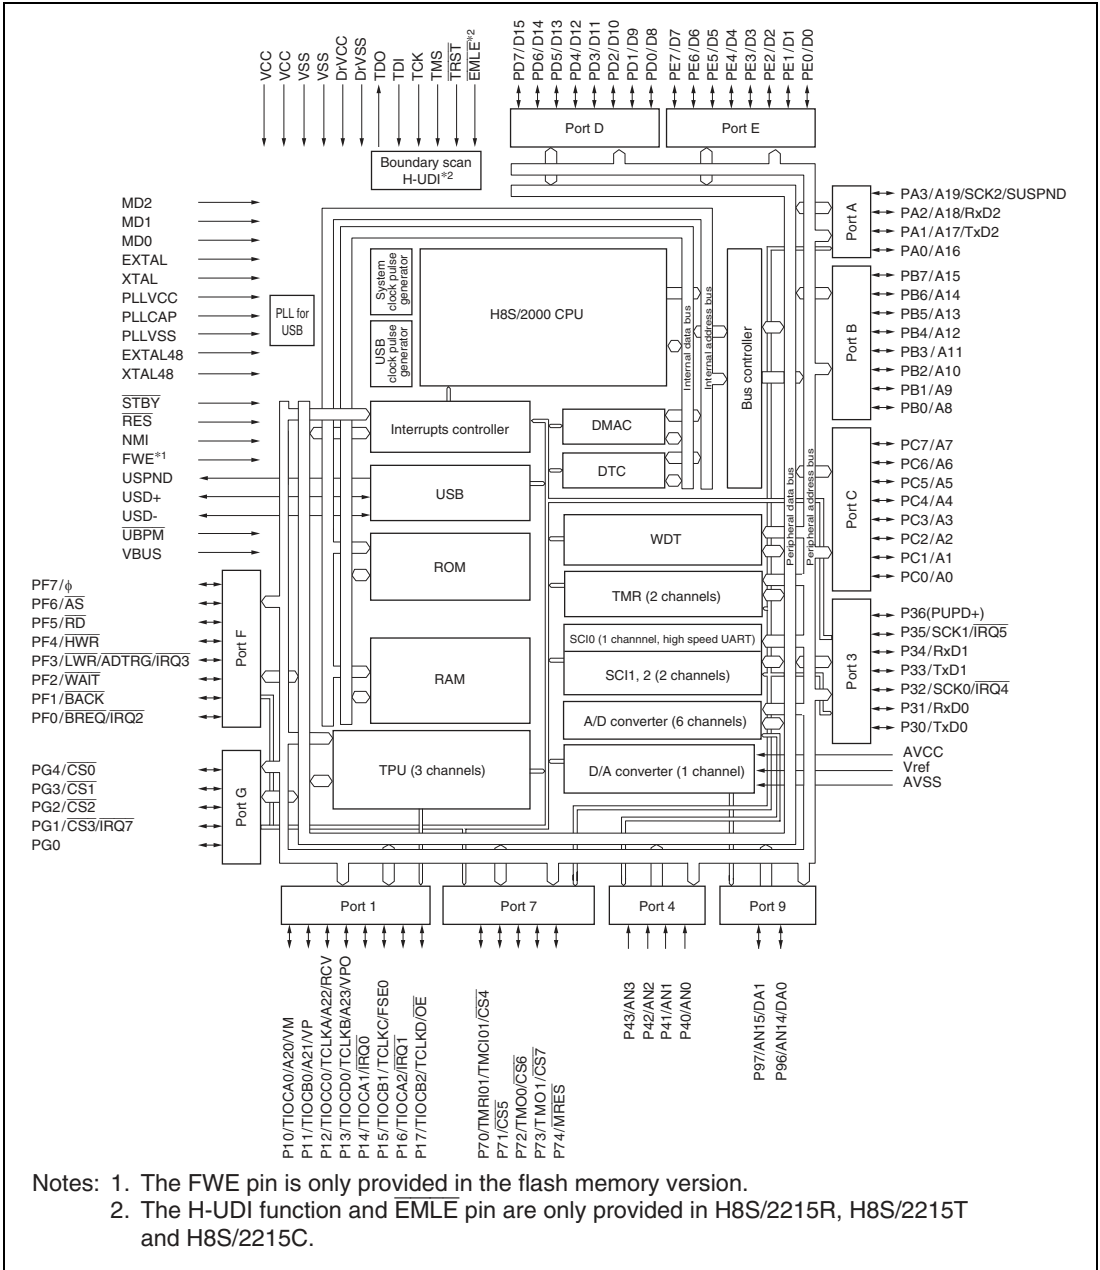 VCC
VCC
VSS
VSS
DrVCC
DrVSS
TDO
TDI
TCK
TMS
TRST
EMLE*2
PD7/D15
PD6/D14
PD5/D13
PD4/D12
PD3/D11
PD2/D10
PD1/D9
PD0/D8
PE7/D7
PE6/D6
PE5/D5
PE4/D4
PE3/D3
PE2/D2
PE1/D1
PE0/D0
Port D
Port E
Boundary scan
H-UDI*2
MD2
MD1
MD0
EXTAL
XTAL
PLLVCC
PLLCAP
PLLVSS
EXTAL48
XTAL48
STBY
RES
NMI
FWE*1
USPND
USD+
USD-
UBPM
VBUS
PLL for
USB
System
clock pulse
generator
USB
clock pulse
generator
H8S/2000 CPU
Internal data bus
Internal address bus
Bus controller
Interrupts controller
DMAC
DTC
USB
ROM
RAM
TPU (3 channels)
WDT
TMR (2 channels)
SCI0 (1 channnel, high speed UART)
SCI1, 2 (2 channels)
A/D converter (6 channels)
D/A converter (1 channel)
Peripheral data bus
Peripheral address bus
Port A
PA3/A19/SCK2/SUSPND
PA2/A18/RxD2
PA1/A17/TxD2
PA0/A16
Port B
PB7/A15
PB6/A14
PB5/A13
PB4/A12
PB3/A11
PB2/A10
PB1/A9
PB0/A8
Port C
PC7/A7
PC6/A6
PC5/A5
PC4/A4
PC3/A3
PC2/A2
PC1/A1
PC0/A0
Port 3
P36(PUPD+)
P35/SCK1/IRQ5
P34/RxD1
P33/TxD1
P32/SCK0/IRQ4
P31/RxD0
P30/TxD0
AVCC
Vref
AVSS
PF7/ϕ
PF6/AS
PF5/RD
PF4/HWR
PF3/LWR/ADTRG/IRQ3
PF2/WAIT
PF1/BACK
PF0/BREQ/IRQ2
Port F
PG4/CS0
PG3/CS1
PG2/CS2
PG1/CS3/IRQ7
PG0
Port G
Port 1
Port 7
Port 4
Port 9
P10/TIOCA0/A20/VM
P11/TIOCB0/A21/VP
P12/TIOCC0/TCLKA/A22/RCV
P13/TIOCD0/TCLKB/A23/VPO
P14/TIOCA1/IRQ0
P15/TIOCB1/TCLKC/FSE0
P16/TIOCA2/IRQ1
P17/TIOCB2/TCLKD/OE
P70/TMRI01/TMCI01/CS4
P71/CS5
P72/TMO0/CS6
P73/TMO1/CS7
P74/MRES
P43/AN3
P42/AN2
P41/AN1
P40/AN0
P97/AN15/DA1
P96/AN14/DA0
Notes: 1. The FWE pin is only provided in the flash memory version.
2. The H-UDI function and EMLE pin are only provided in H8S/2215R, H8S/2215T
and H8S/2215C.